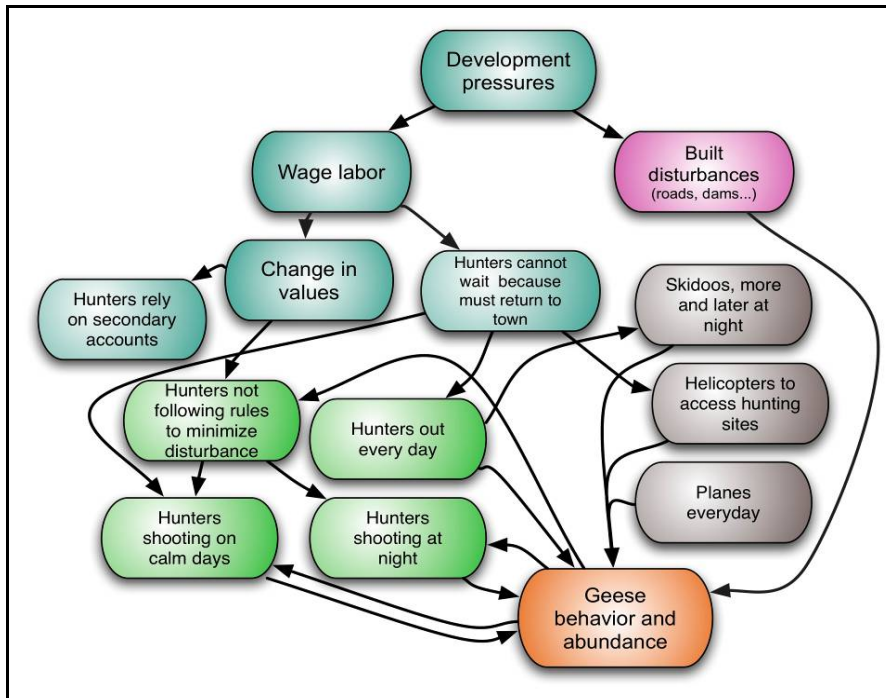 Development
pressures
Wage labor
Built
disturbances
(roads, dams...)
Change in
values
Hunters cannot
wait because
must return to
town
Skidoos, more
and later at
night
Hunters rely
on secondary
accounts
Hunters not
following rules
to minimize
disturbance
Hunters out
every day
Helicopters to
access hunting
sites
Planes
everyday
Hunters
shooting on
calm days
Hunters
shooting at
night
Geese
behavior and
abundance